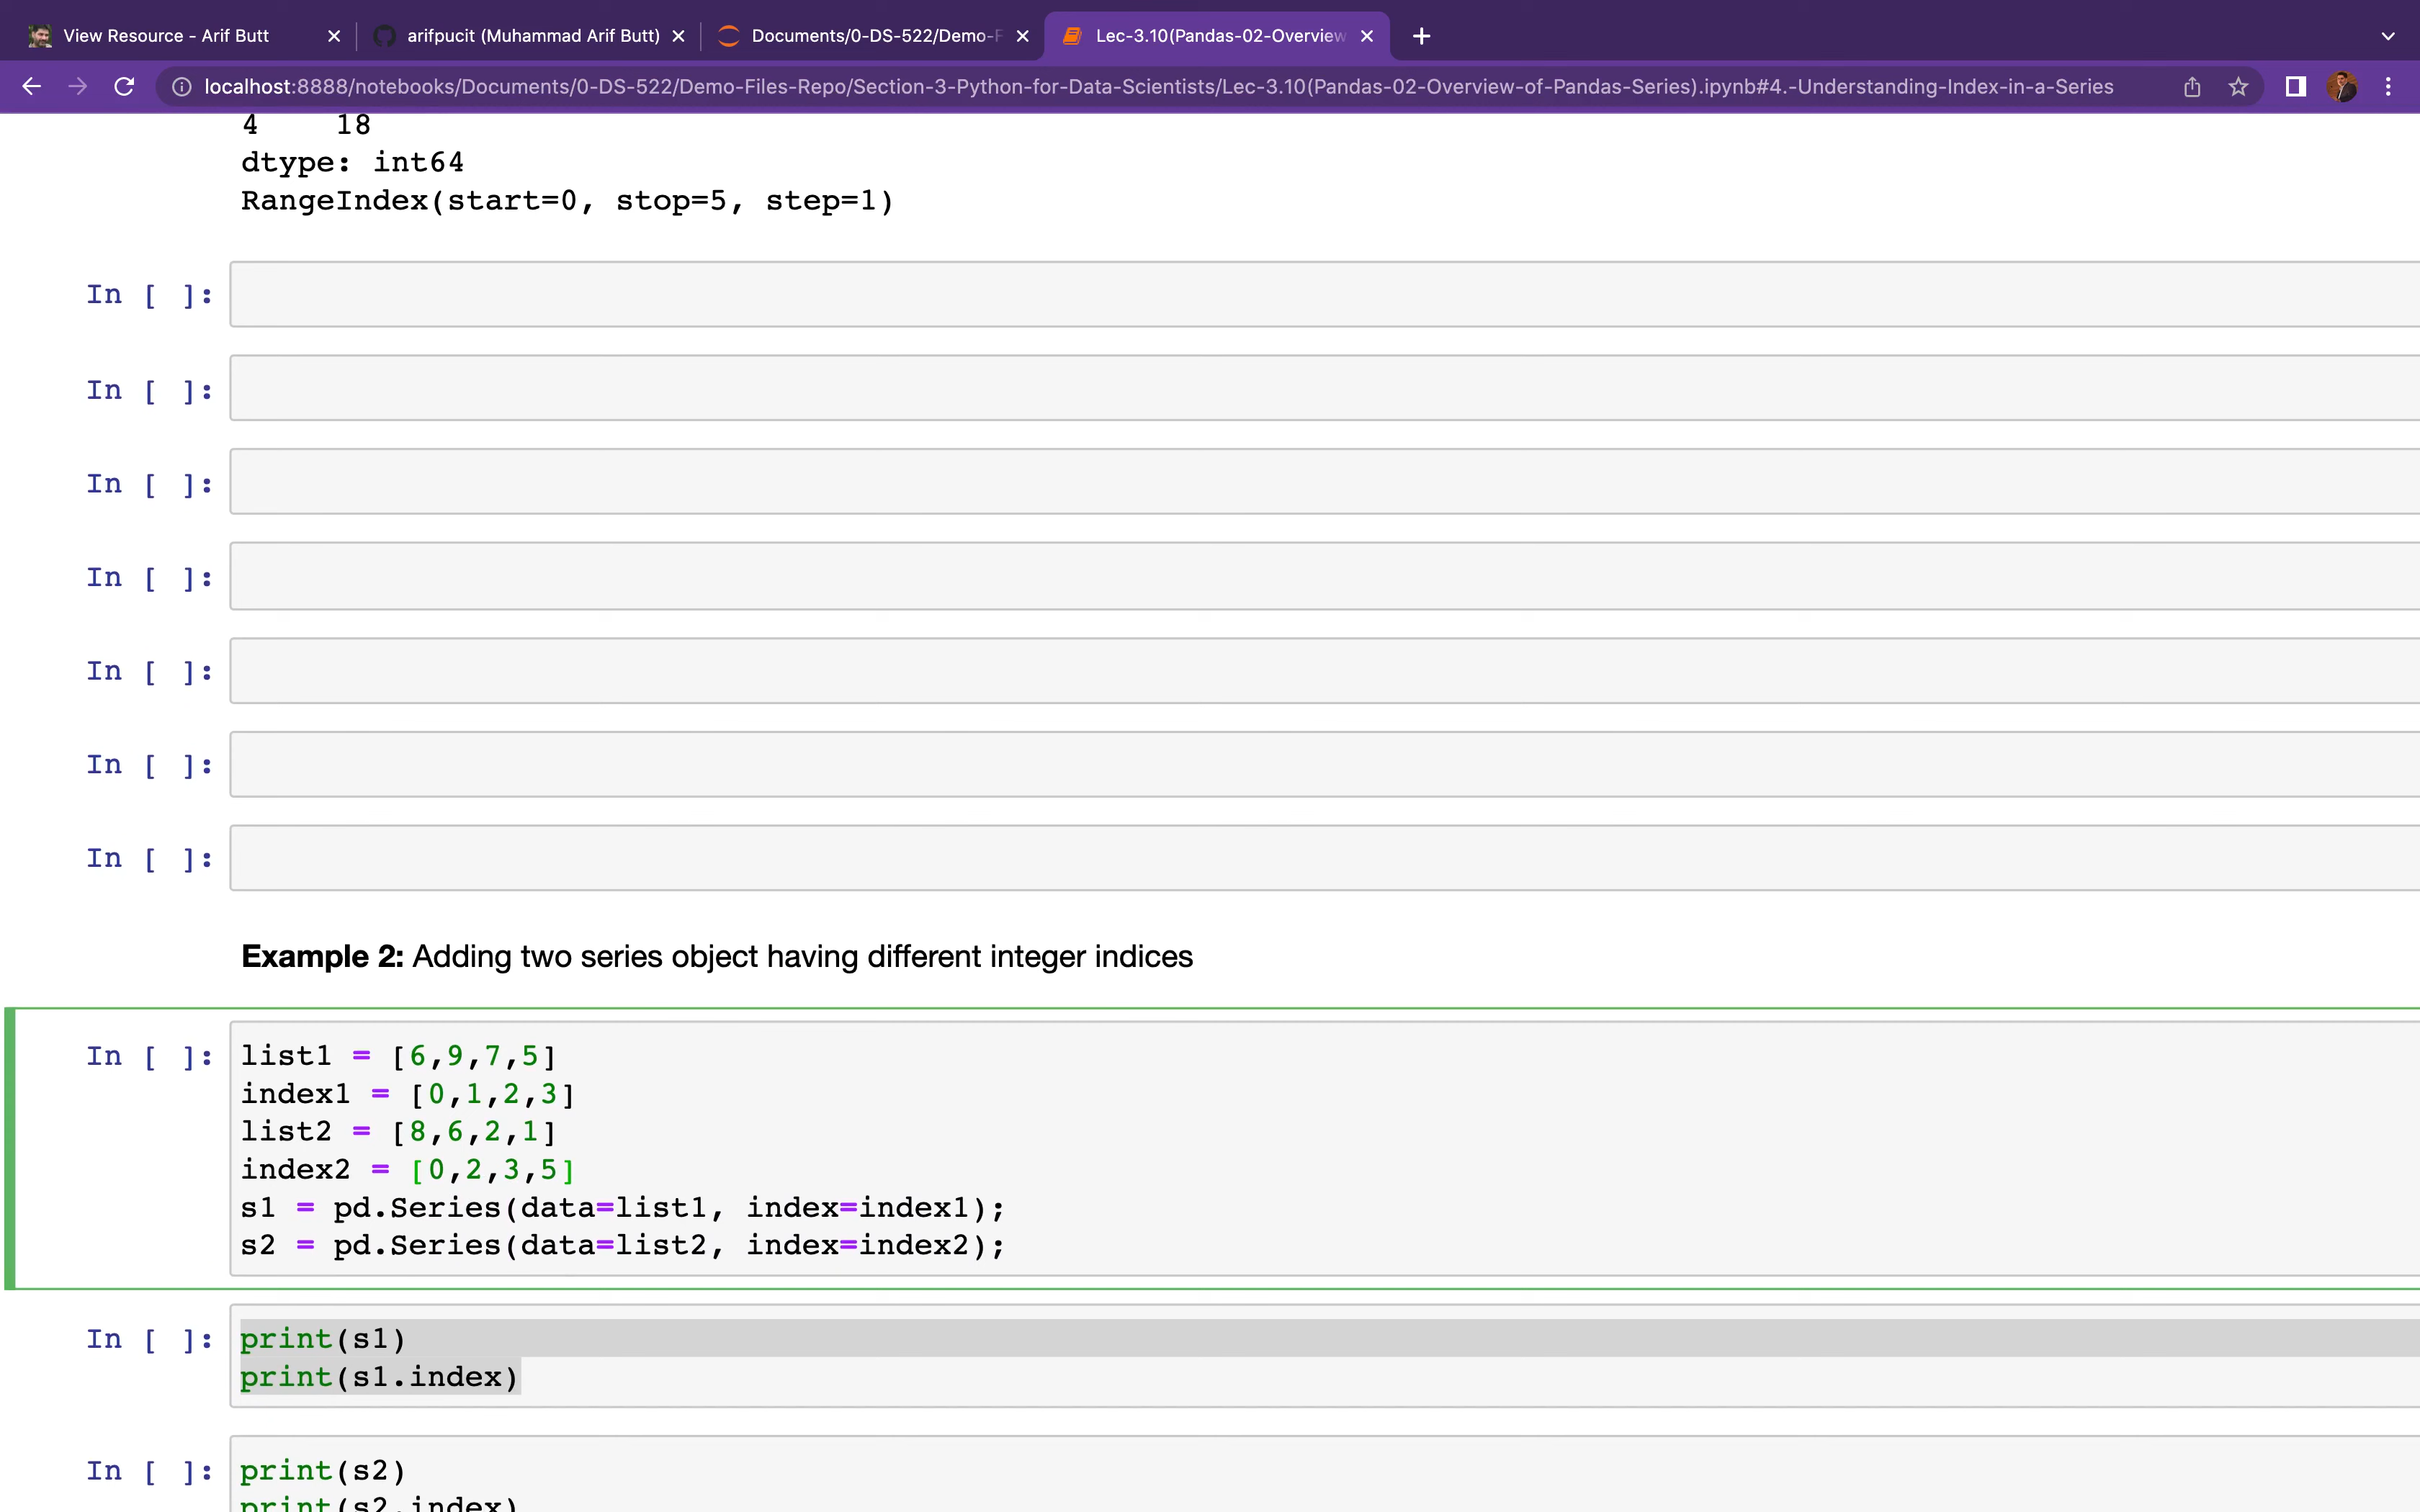 View Resource - Arif Butt
arifpucit (Muhammad Arif Butt)
Documents/0-DS-522/Demo-F
Lec-3.10(Pandas-02-Overview
localhost:8888/notebooks/Documents/0-DS-522/Demo-Files-Repo/Section-3-Python-for-Data-Scientists/Lec-3.10(Pandas-02-Overview-of-Pandas-Series).ipynb#4.-Understanding-Index-in-a-Series
4    18
dtype: int64
RangeIndex(start=0, stop=5, step=1)
In [ ]:
In [ ]:
In [ ]:
In [ ]:
In [ ]:
In [ ]:
In [ ]:
Example 2: Adding two series object having different integer indices
In [ ]: list1 = [6,9,7,5]
index1 = [0,1,2,3]
list2 = [8,6,2,1]
index2 = [0,2,3,5]
s1 = pd.Series(data=list1, index=index1);
s2 = pd.Series(data=list2, index=index2);
In [ ]: print(s1)
print(s1.index)
In [ ]: print(s2)
print(s2.index)